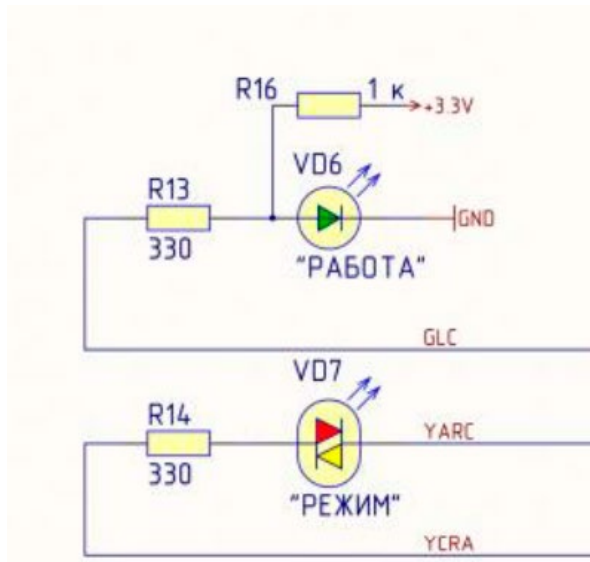 R16 1 к
+3.3V
VD6
R13
GND
330
"РАБОТА"
GLC
VD7
R14
YARC
330
"РЕЖИМ"
YCRA